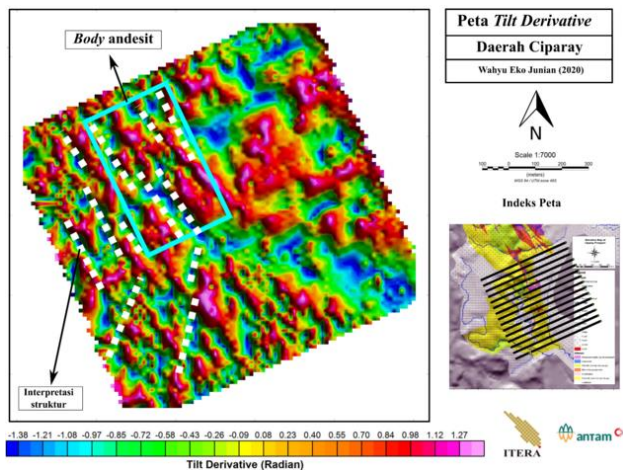 Body andesit
Interpretasi
struktur
-1.38 -1.21 -1.08 -0.97 -0.85 -0.72 -0.58 -0.42 -0.26 -0.09 0.08 0.23 0.40 0.55 0.70 0.84 0.98 1.12 1.27
Tilt Derivative (Radian)
Peta Tilt Derivative
Daerah Ciparay
Wahyu Eko Junian (2020)
N
Scale 1:7000
100 0 100 200 300
(meters)
Indeks Peta
ITERA
antam